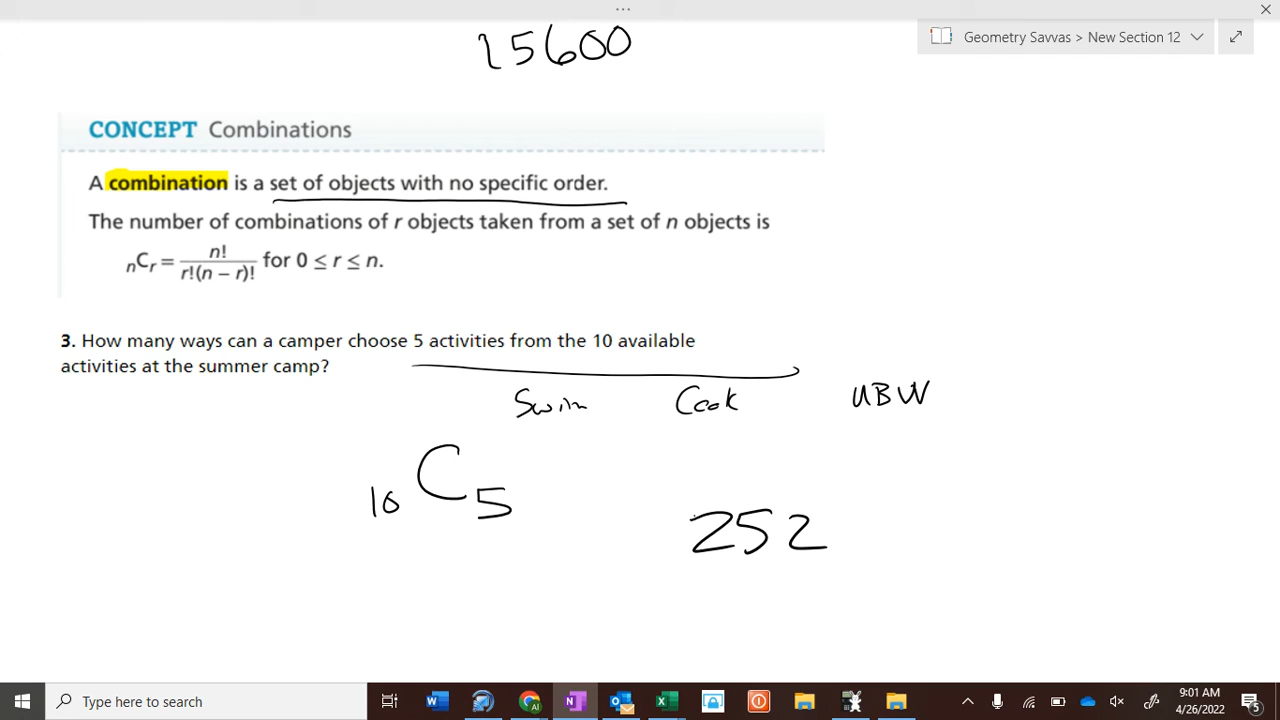 ...
Geometry Savvas > New Section 12
15600
CONCEPT Combinations
A combination is a set of objects with no specific order.
The number of combinations of r objects taken from a set of n objects is
nCr = n!/r!(n – r)! for 0 ≤ r ≤ n.
3. How many ways can a camper choose 5 activities from the 10 available
activities at the summer camp?
Swim Cook UBW
10 C 5
252
Type here to search
9:01 AM
4/26/2022
5